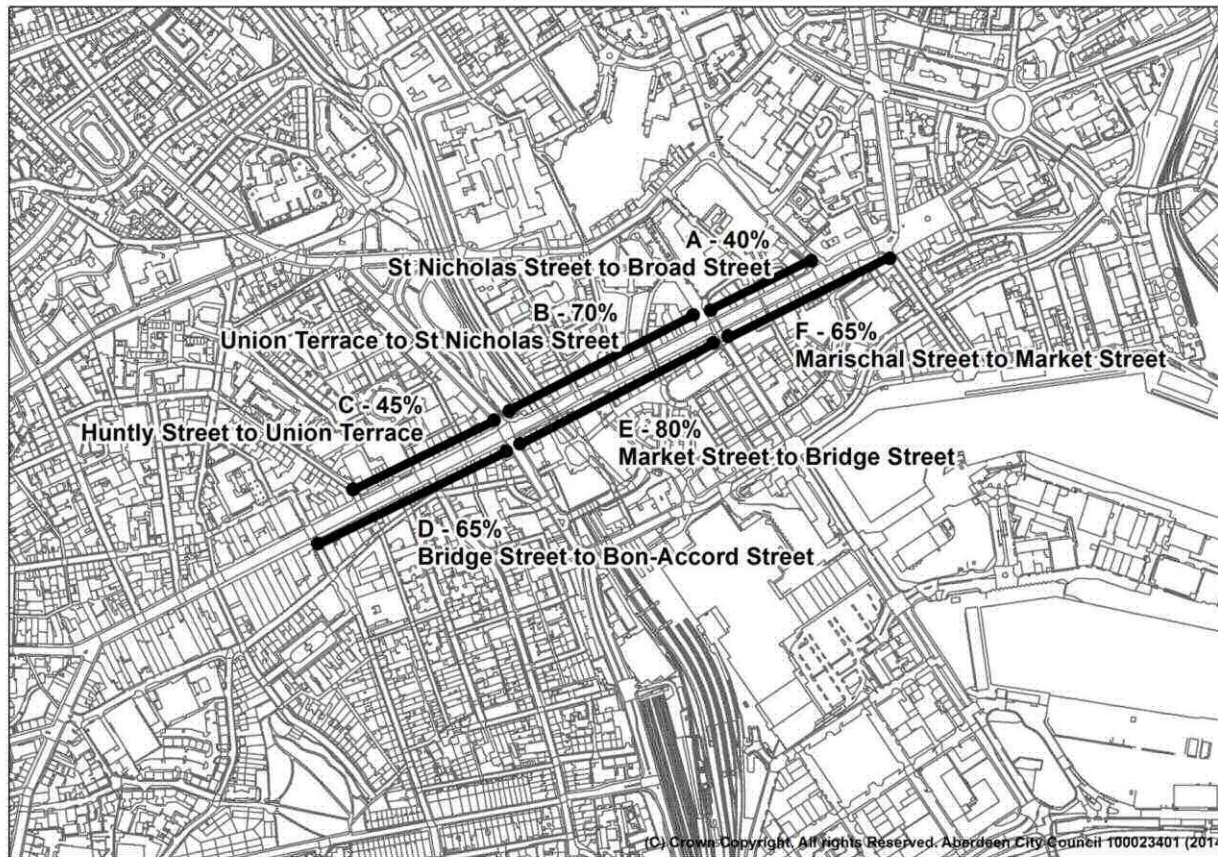 A - 40%
St Nicholas Street to Broad Street
B - 70%
Union Terrace to St Nicholas Street
F - 65%
Marischal Street to Market Street
C - 45%
Huntly Street to Union Terrace
E - 80%
Market Street to Bridge Street
D - 65%
Bridge Street to Bon-Accord Street
(C) Crown Copyright. All rights Reserved. Aberdeen City Council 100023401 (2014